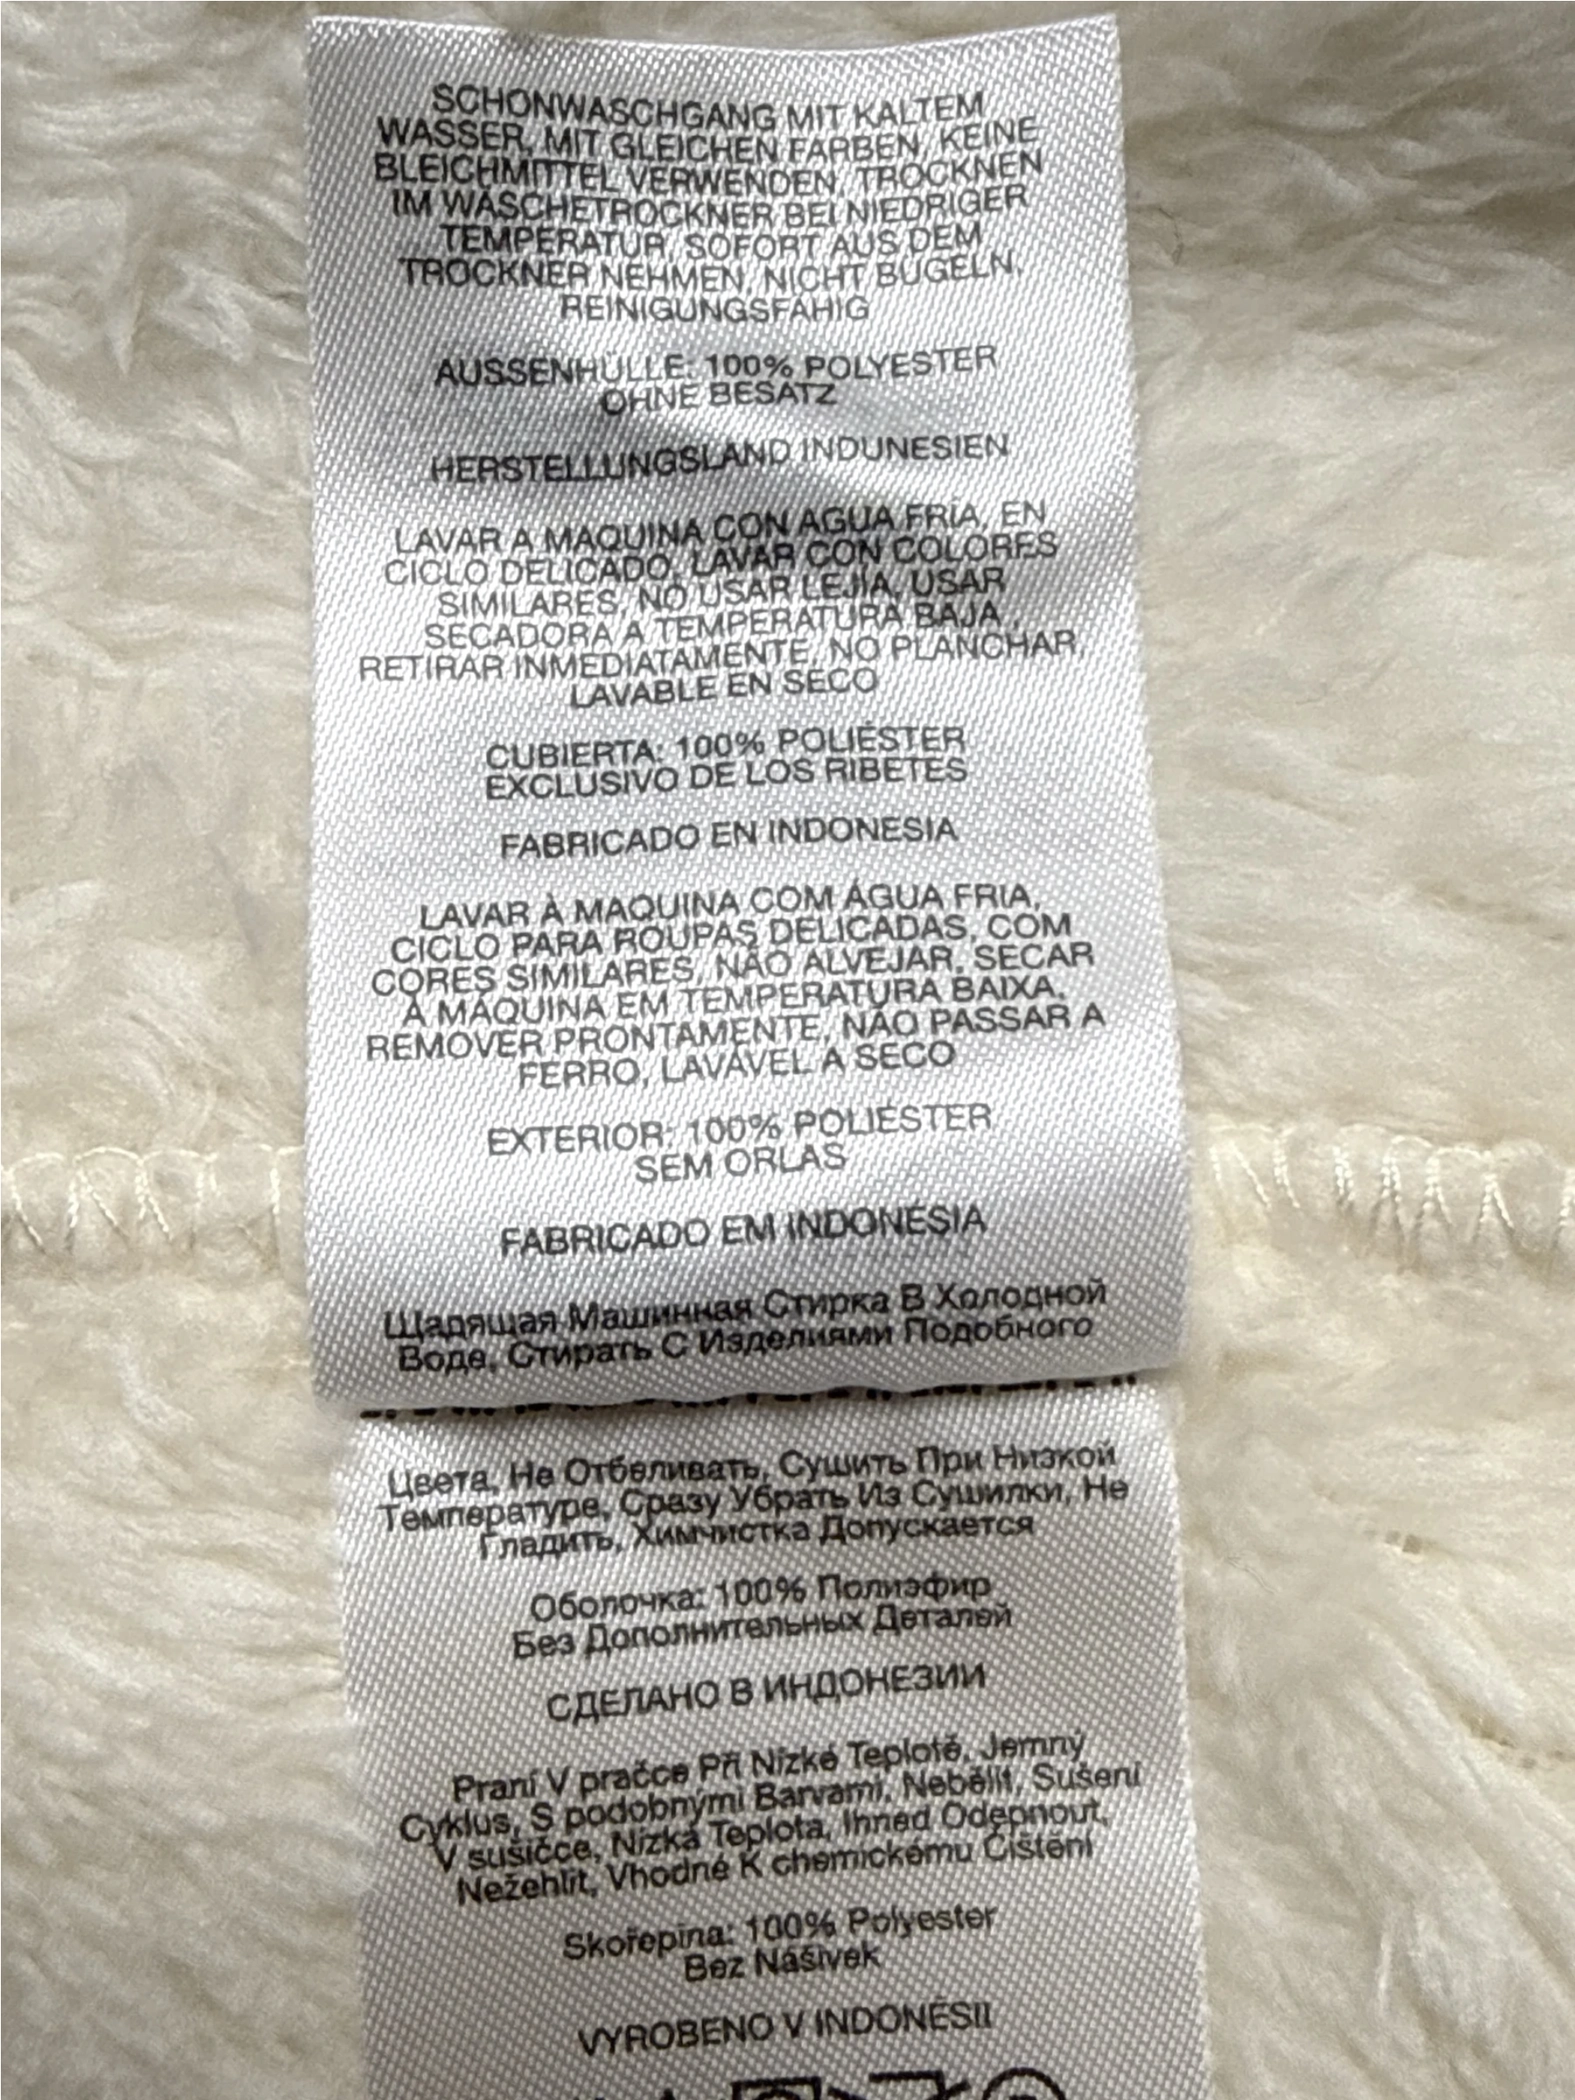 SCHONWASCHGANG MIT KALTEM
WASSER, MIT GLEICHEN FARBEN, KEINE
BLEICHMITTEL VERWENDEN, TROCKNEN
IM WÄSCHETROCKNER BEI NIEDRIGER
TEMPERATUR, SOFORT AUS DEM
TROCKNER NEHMEN, NICHT BÜGELN,
REINIGUNGSFÄHIG
AUSSENHÜLLE: 100% POLYESTER
OHNE BESATZ
HERSTELLUNGSLAND INDUNESIEN
LAVAR A MAQUINA CON AGUA FRÍA, EN
CICLO DELICADO, LAVAR CON COLORES
SIMILARES, NO USAR LEJÍA, USAR
SECADORA A TEMPERATURA BAJA ,
RETIRAR INMEDIATAMENTE, NO PLANCHAR,
LAVABLE EN SECO
CUBIERTA: 100% POLIÉSTER
EXCLUSIVO DE LOS RIBETES
FABRICADO EN INDONESIA
LAVAR À MAQUINA COM ÁGUA FRIA,
CICLO PARA ROUPAS DELICADAS, COM
CORES SIMILARES, NÃO ALVEJAR, SECAR
À MÁQUINA EM TEMPERATURA BAIXA,
REMOVER PRONTAMENTE, NÃO PASSAR A
FERRO, LAVÁVEL A SECO
EXTERIOR: 100% POLIÉSTER
SEM ORLAS
FABRICADO EM INDONÉSIA
Щадящая Машинная Стирка В Холодной
Воде, Стирать С Изделиями Подобного
Цвета, Не Отбеливать, Сушить При Низкой
Температуре, Сразу Убрать Из Сушилки, Не
Гладить, Химчистка Допускается
Оболочка: 100% Полиэфир
Без Дополнительных Деталей
СДЕЛАНО В ИНДОНЕЗИИ
Praní V pračce Při Nízké Teplotě, Jemný
Cyklus, S podobnými Barvami, Nebělit, Sušení
V sušičce, Nízká Teplota, Ihned Odepnout,
Nežehlit, Vhodné K chemickému Čištění
Skořepina: 100% Polyester
Bez Nášivek
VYROBENO V INDONÉSII